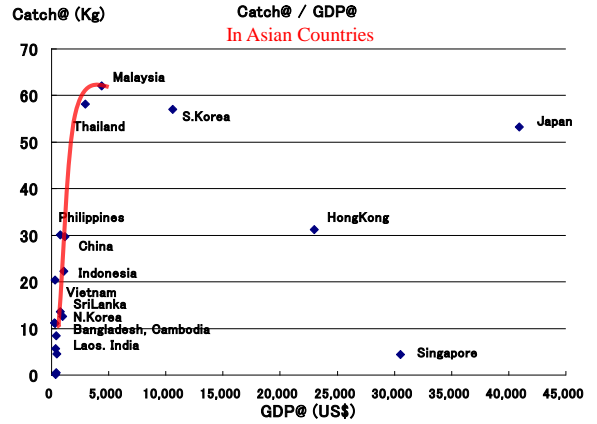 Catch@ (Kg)
Catch@ / GDP@
In Asian Countries
70
60
50
40
30
20
10
0
Malaysia
Thailand
S.Korea
Japan
Philippines
China
HongKong
Indonesia
Vietnam
SriLanka
N.Korea
Bangladesh, Cambodia
Laos. India
Singapore
0 5,000 10,000 15,000 20,000 25,000 30,000 35,000 40,000 45,000
GDP@ (US$)